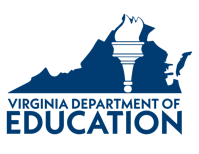 VIRGINIA DEPARTMENT OF
EDUCATION